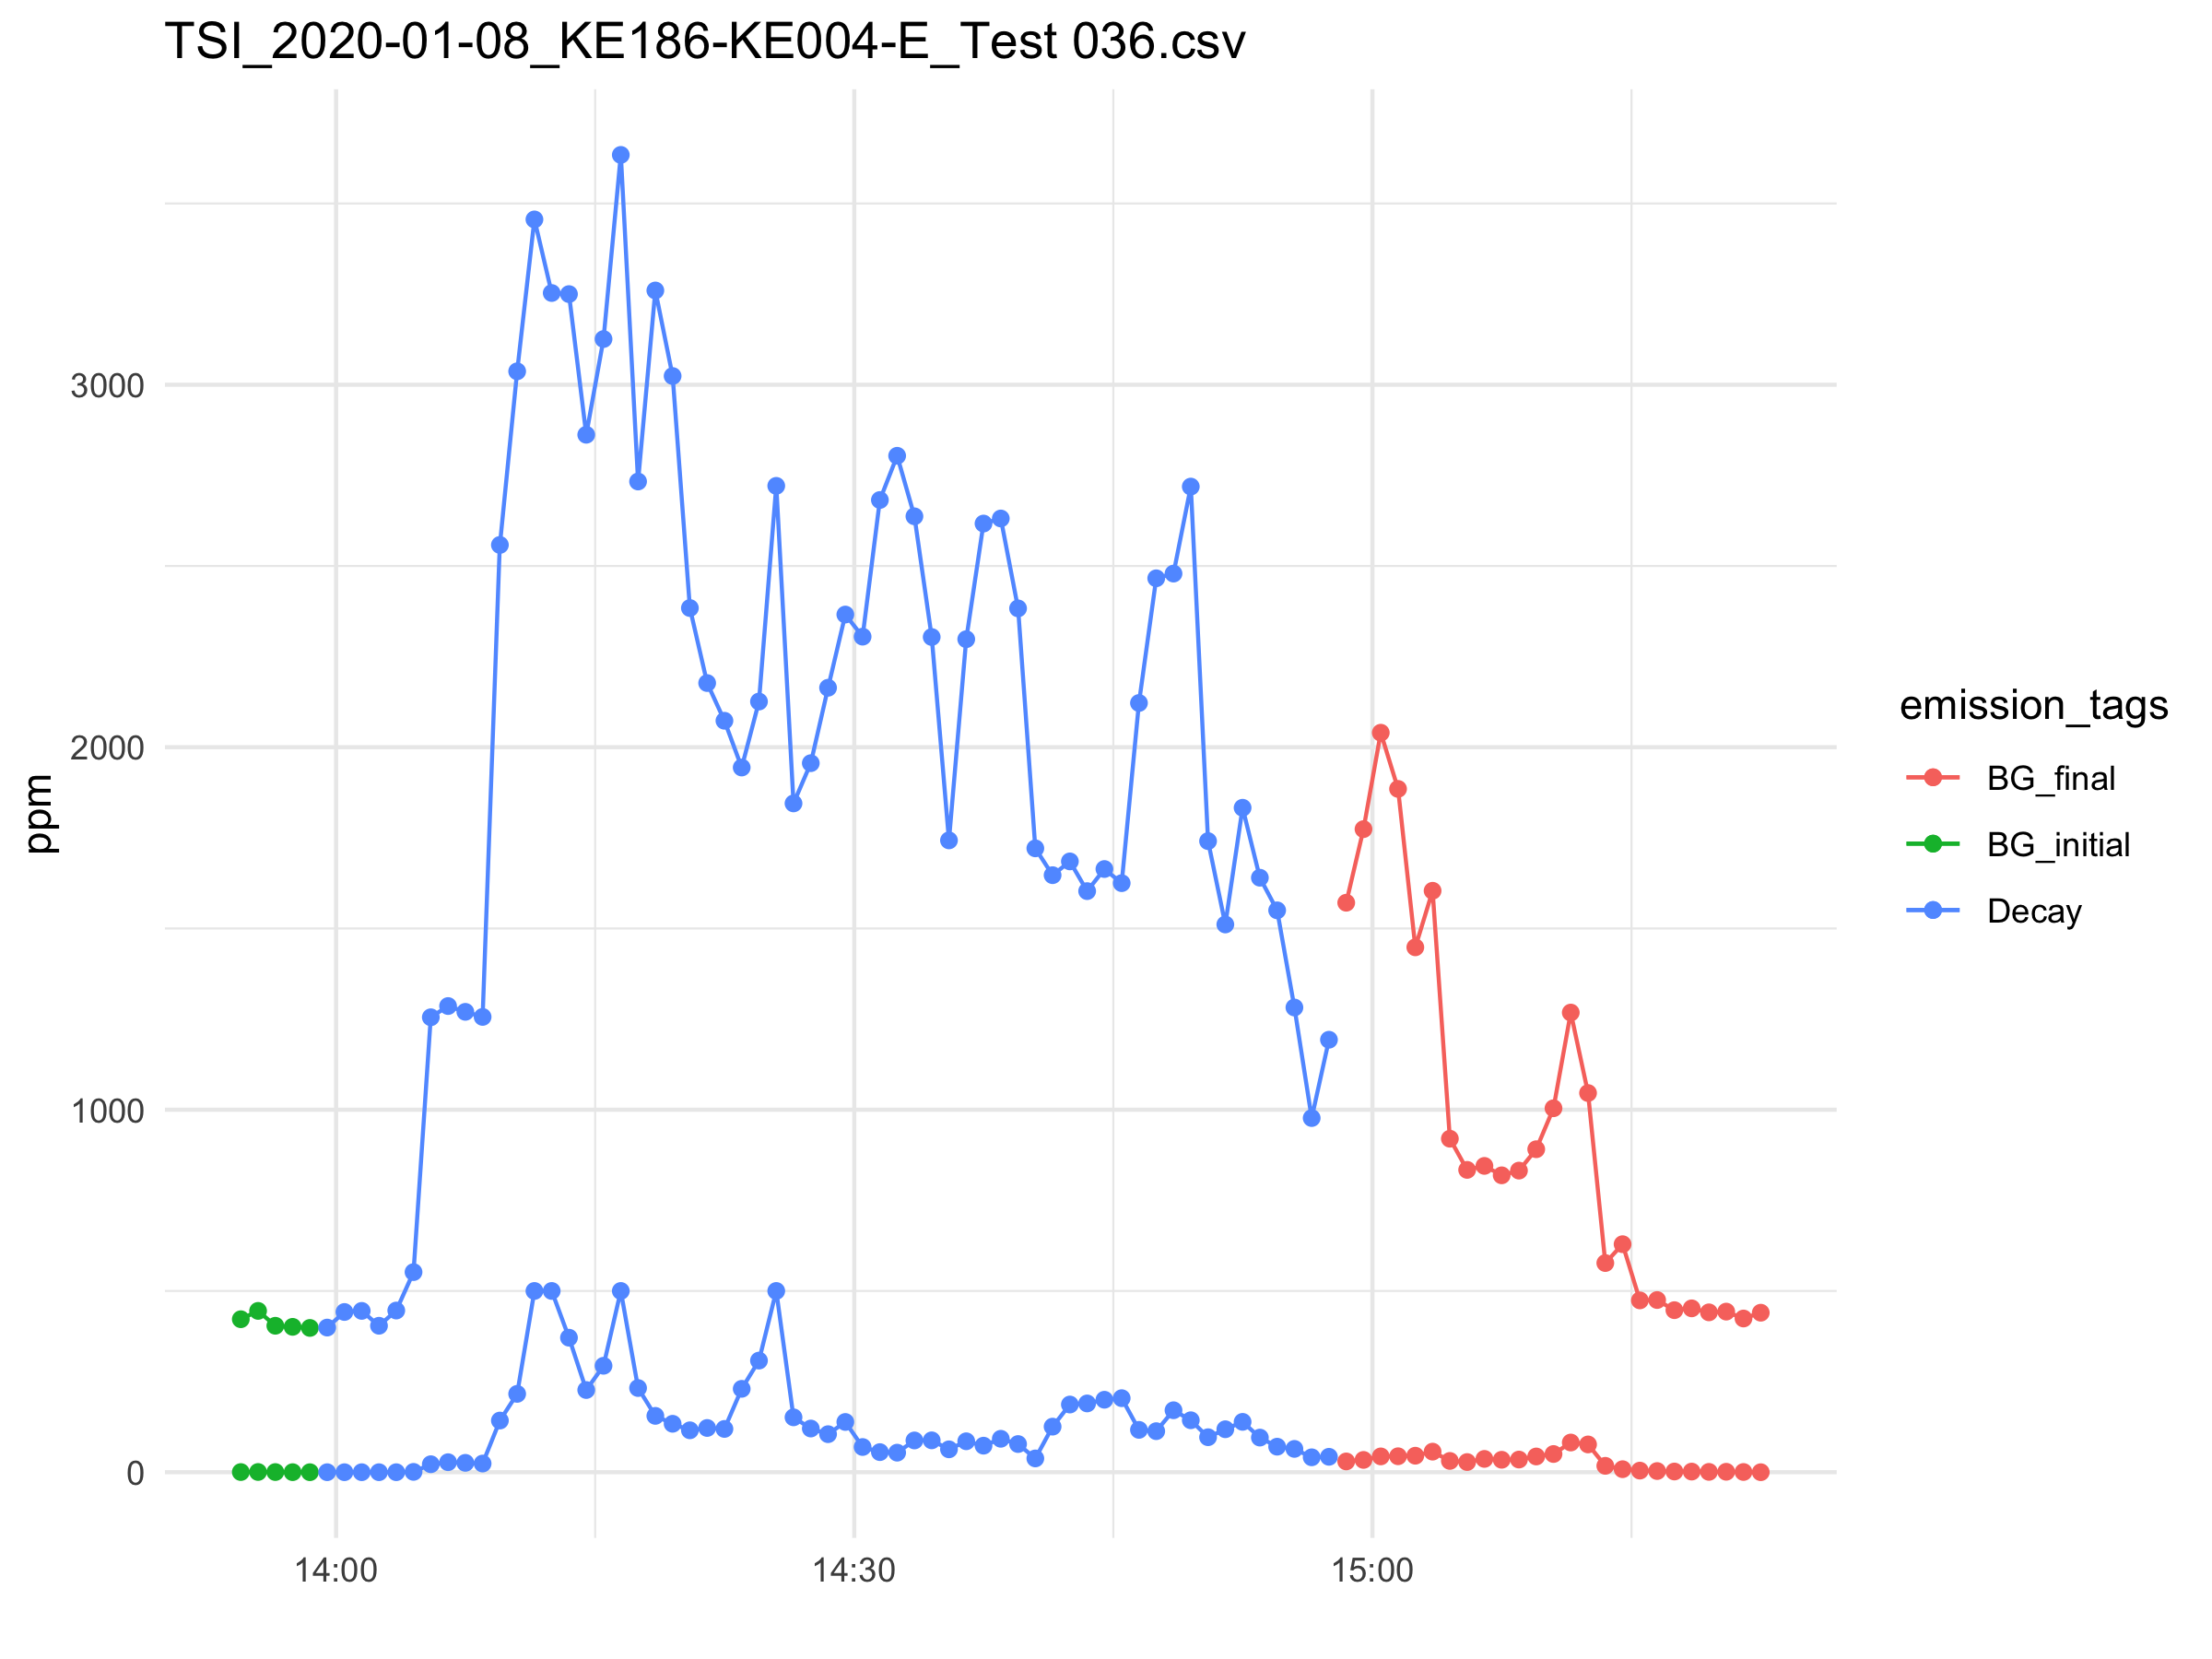 TSI_2020-01-08_KE186-KE004-E_Test 036.csv
ppm
3000
2000
1000
0
14:00
14:30
15:00
emission_tags
BG_final
BG_initial
Decay